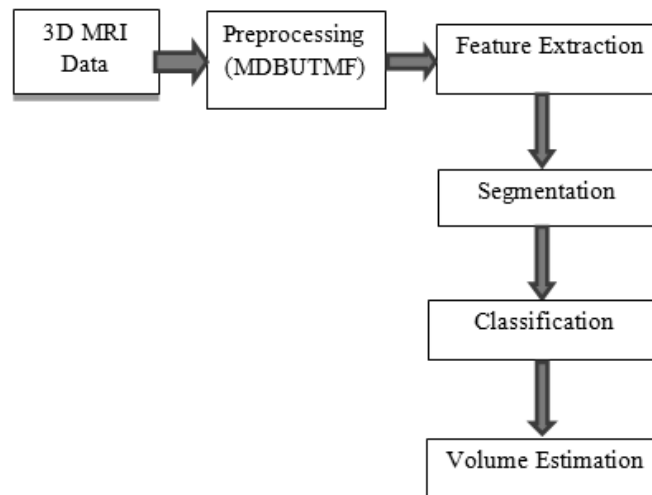 3D MRI
Data
Preprocessing
(MDBUTMF)
Feature Extraction
Segmentation
Classification
Volume Estimation